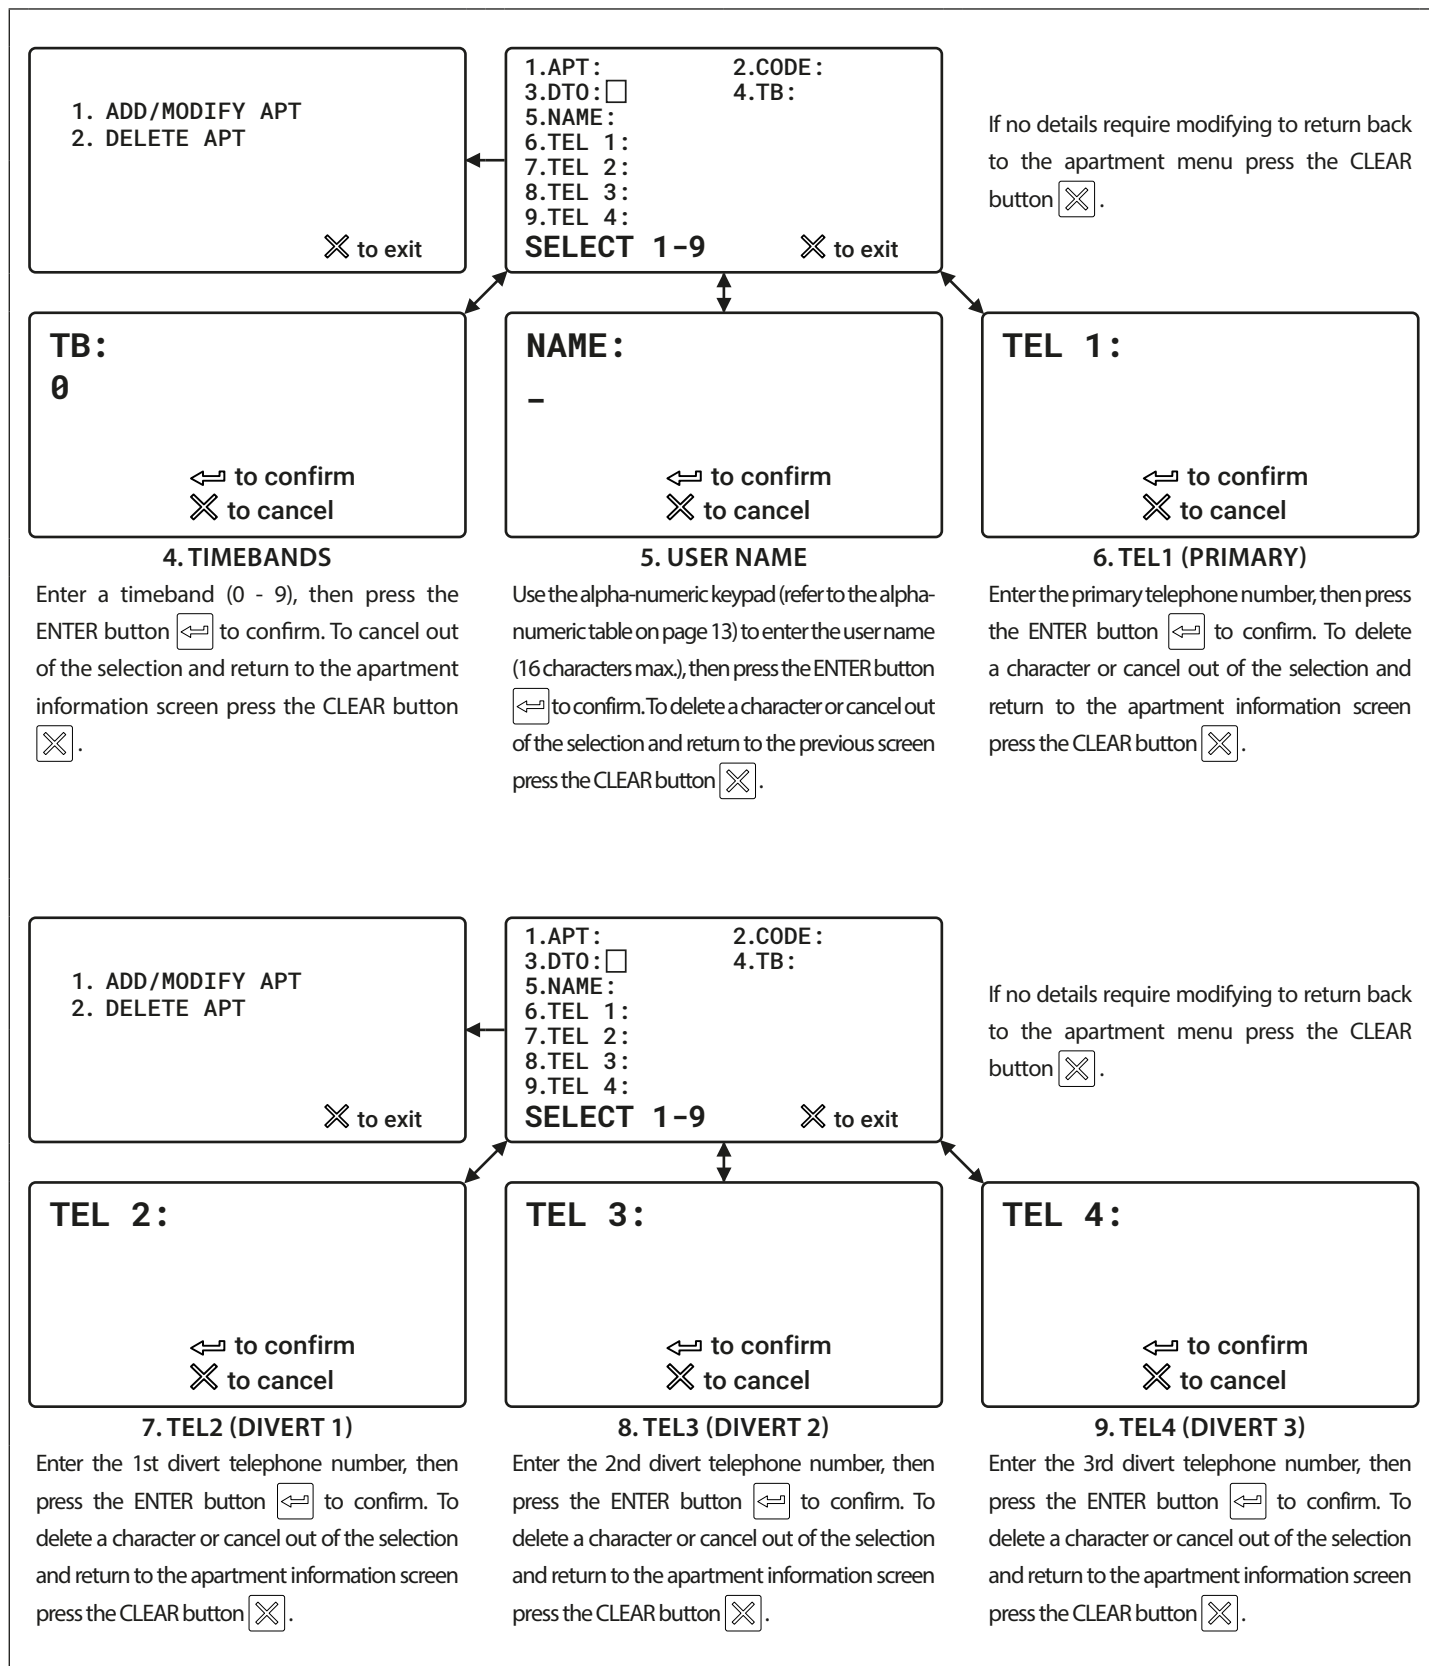 1. ADD/MODIFY APT
2. DELETE APT
to exit
1.APT: 2.CODE:
3.DTO: 4.TB:
5.NAME:
6.TEL 1:
7.TEL 2:
8.TEL 3:
9.TEL 4:
SELECT 1-9 to exit
If no details require modifying to return back
to the apartment menu press the CLEAR
button .
TB:
0
to confirm
to cancel
4. TIMEBANDS
Enter a timeband (0 - 9), then press the
ENTER button to confirm. To cancel out
of the selection and return to the apartment
information screen press the CLEAR button
.
NAME:
_
to confirm
to cancel
5. USER NAME
Use the alpha-numeric keypad (refer to the alpha-
numeric table on page 13) to enter the user name
(16 characters max.), then press the ENTER button
to confirm. To delete a character or cancel out
of the selection and return to the previous screen
press the CLEAR button .
TEL 1:
to confirm
to cancel
6. TEL1 (PRIMARY)
Enter the primary telephone number, then press
the ENTER button to confirm. To delete
a character or cancel out of the selection and
return to the apartment information screen
press the CLEAR button .
1. ADD/MODIFY APT
2. DELETE APT
to exit
1.APT: 2.CODE:
3.DTO: 4.TB:
5.NAME:
6.TEL 1:
7.TEL 2:
8.TEL 3:
9.TEL 4:
SELECT 1-9 to exit
If no details require modifying to return back
to the apartment menu press the CLEAR
button .
TEL 2:
to confirm
to cancel
7. TEL2 (DIVERT 1)
Enter the 1st divert telephone number, then
press the ENTER button to confirm. To
delete a character or cancel out of the selection
and return to the apartment information screen
press the CLEAR button .
TEL 3:
to confirm
to cancel
8. TEL3 (DIVERT 2)
Enter the 2nd divert telephone number, then
press the ENTER button to confirm. To
delete a character or cancel out of the selection
and return to the apartment information screen
press the CLEAR button .
TEL 4:
to confirm
to cancel
9. TEL4 (DIVERT 3)
Enter the 3rd divert telephone number, then
press the ENTER button to confirm. To
delete a character or cancel out of the selection
and return to the apartment information screen
press the CLEAR button .